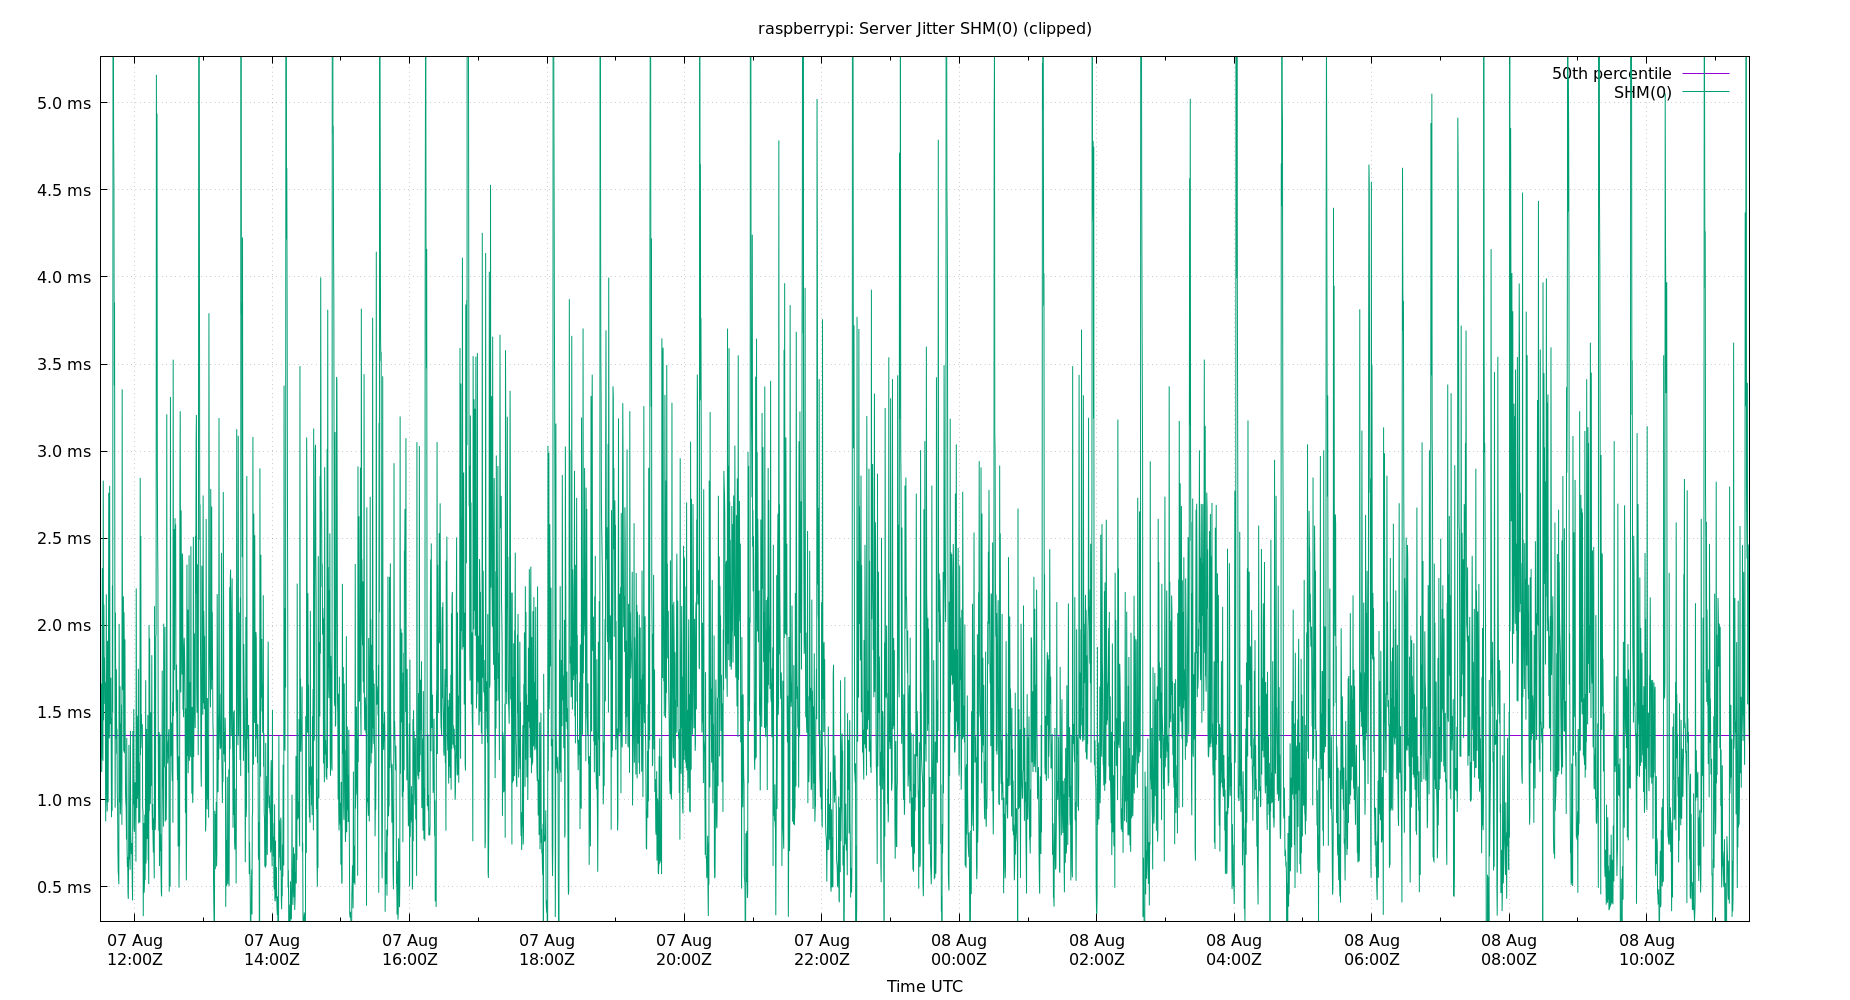 raspberrypi: Server Jitter SHM(0) (clipped)
50th percentile
SHM(0)
5.0 ms
4.5 ms
4.0 ms
3.5 ms
3.0 ms
2.5 ms
2.0 ms
1.5 ms
1.0 ms
0.5 ms
07 Aug 07 Aug 07 Aug 07 Aug 07 Aug 07 Aug 08 Aug 08 Aug 08 Aug 08 Aug 08 Aug 08 Aug
12:00Z 14:00Z 16:00Z 18:00Z 20:00Z 22:00Z 00:00Z 02:00Z 04:00Z 06:00Z 08:00Z 10:00Z
Time UTC